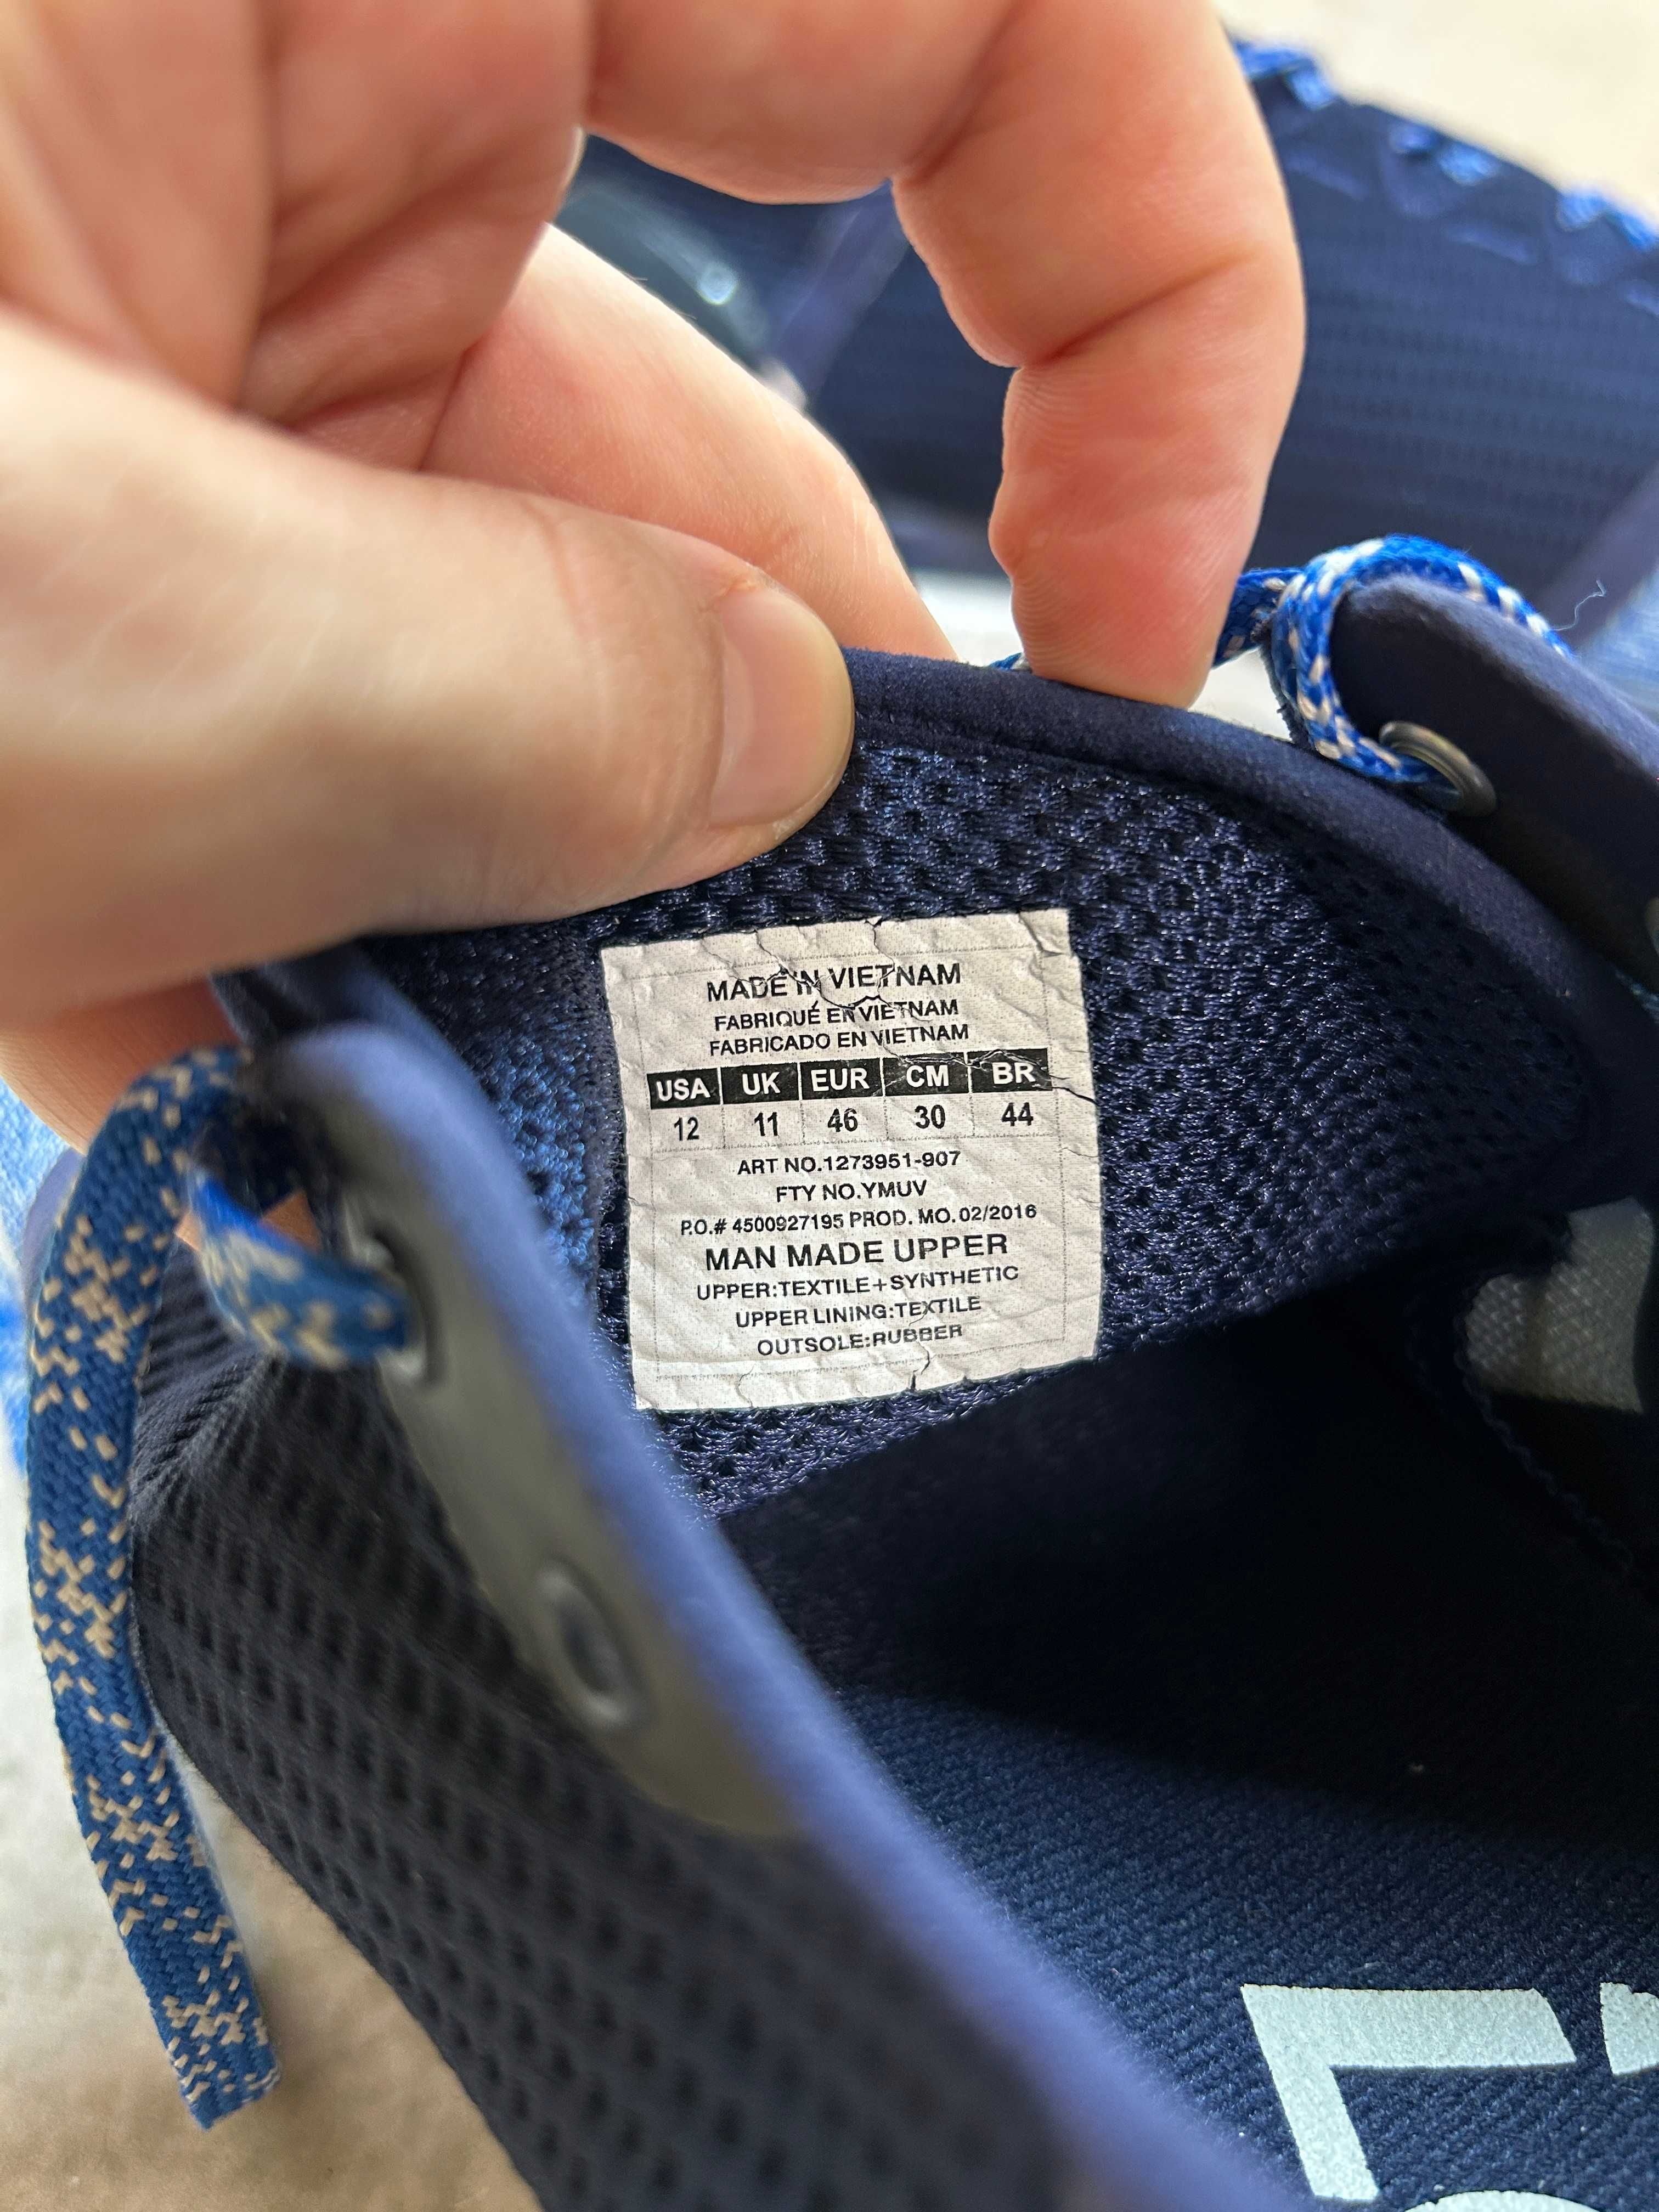 MADE IN VIETNAM
FABRIQUÉ EN VIETNAM
FABRICADO EN VIETNAM
USA UK EUR CM BR
12 11 46 30 44
ART NO.1273951-907
FTY NO.YMUV
P.O.# 4500927195 PROD. MO. 02/2016
MAN MADE UPPER
UPPER:TEXTILE+SYNTHETIC
UPPER LINING:TEXTILE
OUTSOLE:RUBBER